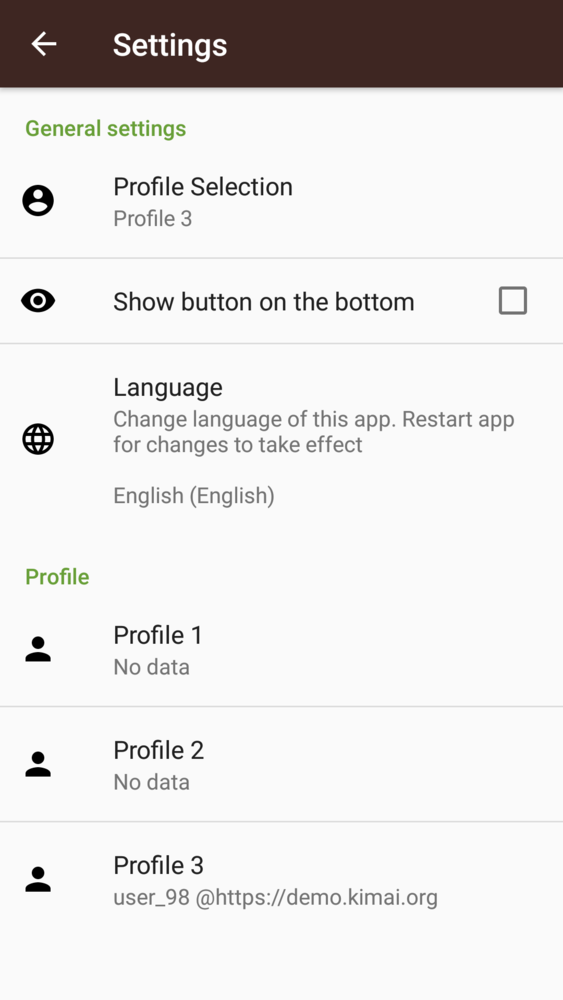 Settings
General settings
Profile Selection
Profile 3
Show button on the bottom
Language
Change language of this app. Restart app
for changes to take effect
English (English)
Profile
Profile 1
No data
Profile 2
No data
Profile 3
user_98 @https://demo.kimai.org